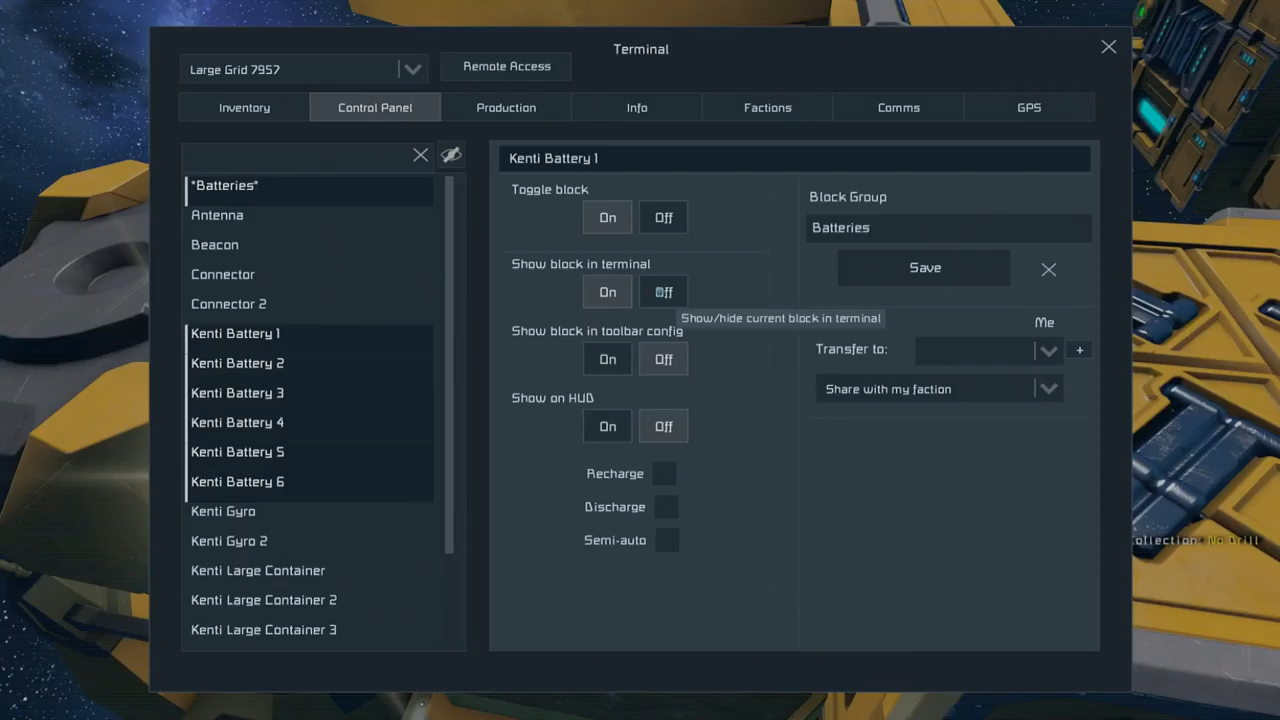 Terminal
Large Grid 7957
Remote Access
Inventory
Control Panel
Production
Info
Factions
Comms
GPS
*Batteries*
Antenna
Beacon
Connector
Connector 2
Kenti Battery 1
Kenti Battery 2
Kenti Battery 3
Kenti Battery 4
Kenti Battery 5
Kenti Battery 6
Kenti Gyro
Kenti Gyro 2
Kenti Large Container
Kenti Large Container 2
Kenti Large Container 3
Kenti Battery 1
Toggle block
On Off
Show block in terminal
On Off
Show/hide current block in terminal
Show block in toolbar config
On Off
Show on HUD
On Off
Recharge
Discharge
Semi-auto
Block Group
Batteries
Save
Me
Transfer to:
+
Share with my faction
ollection: No Drill